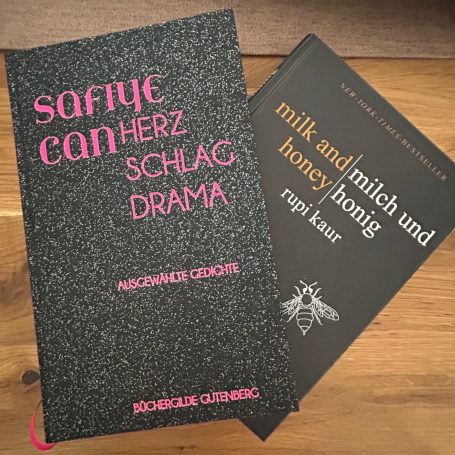 safiye
can HERZ
SCHLAG
DRAMA
AUSGEWÄHLTE GEDICHTE
BÜCHERGILDE GUTENBERG
NEW-YORK-TIMES-BESTSELLER
milk and / milch und
honey / honig
rupi kaur